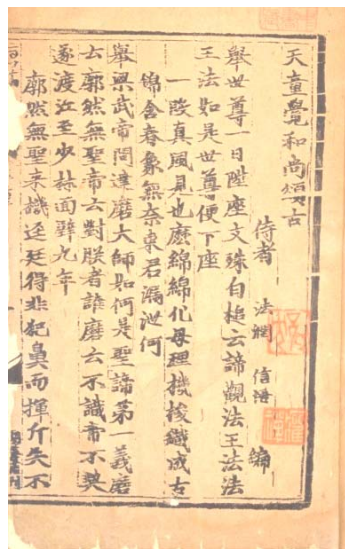 天童覺和尚頌古
侍者 法潤 信悟 編
舉世尊一日陞座文殊白槌云諦觀法王法法
王法如是世尊便下座
一段真風見也麽綿綿化母理機梭織成古
錦含春象無奈東君漏泄何
舉梁武帝問達磨大師如何是聖諦第一義磨
云廓然無聖帝云對朕者誰磨云不識帝不契
遂渡江至少林面壁九年
廓然無聖來機逕廷得非犯鼻而揮斤失不